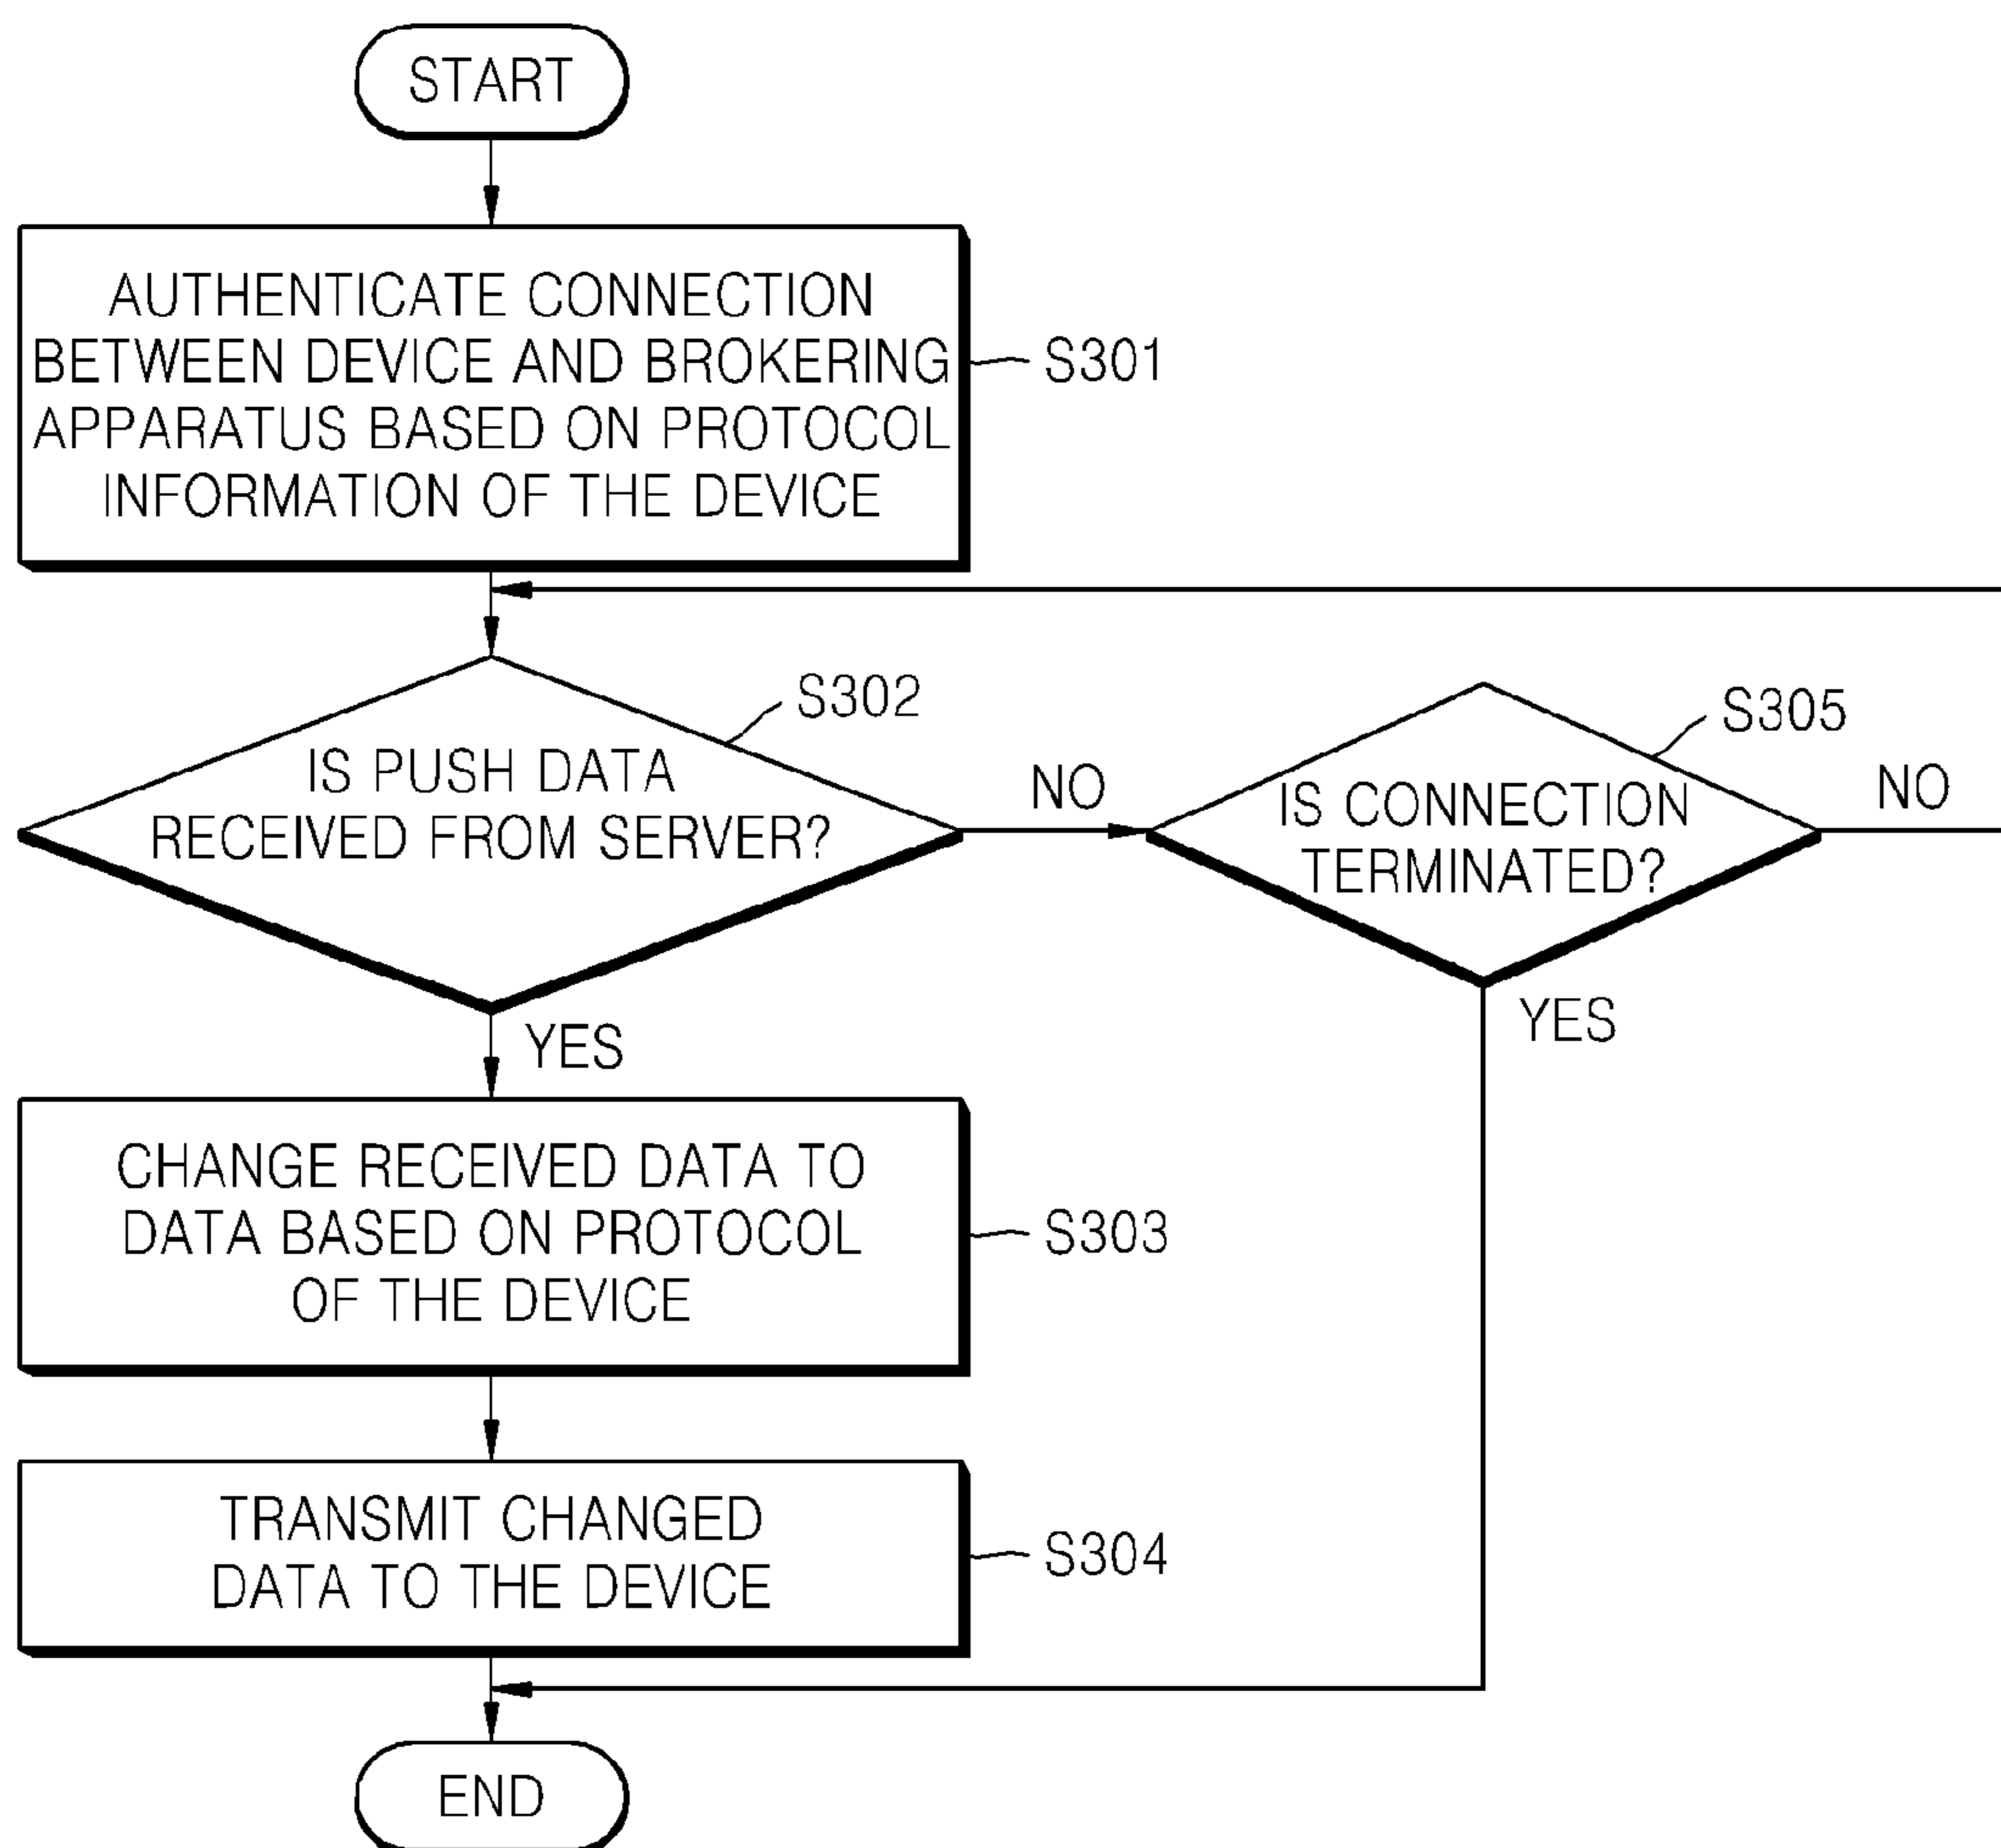 START
AUTHENTICATE CONNECTION
BETWEEN DEVICE AND BROKERING
APPARATUS BASED ON PROTOCOL
INFORMATION OF THE DEVICE
S301
S302
IS PUSH DATA
RECEIVED FROM SERVER?
NO
S305
IS CONNECTION
TERMINATED?
NO
YES
YES
CHANGE RECEIVED DATA TO
DATA BASED ON PROTOCOL
OF THE DEVICE
S303
TRANSMIT CHANGED
DATA TO THE DEVICE
S304
END